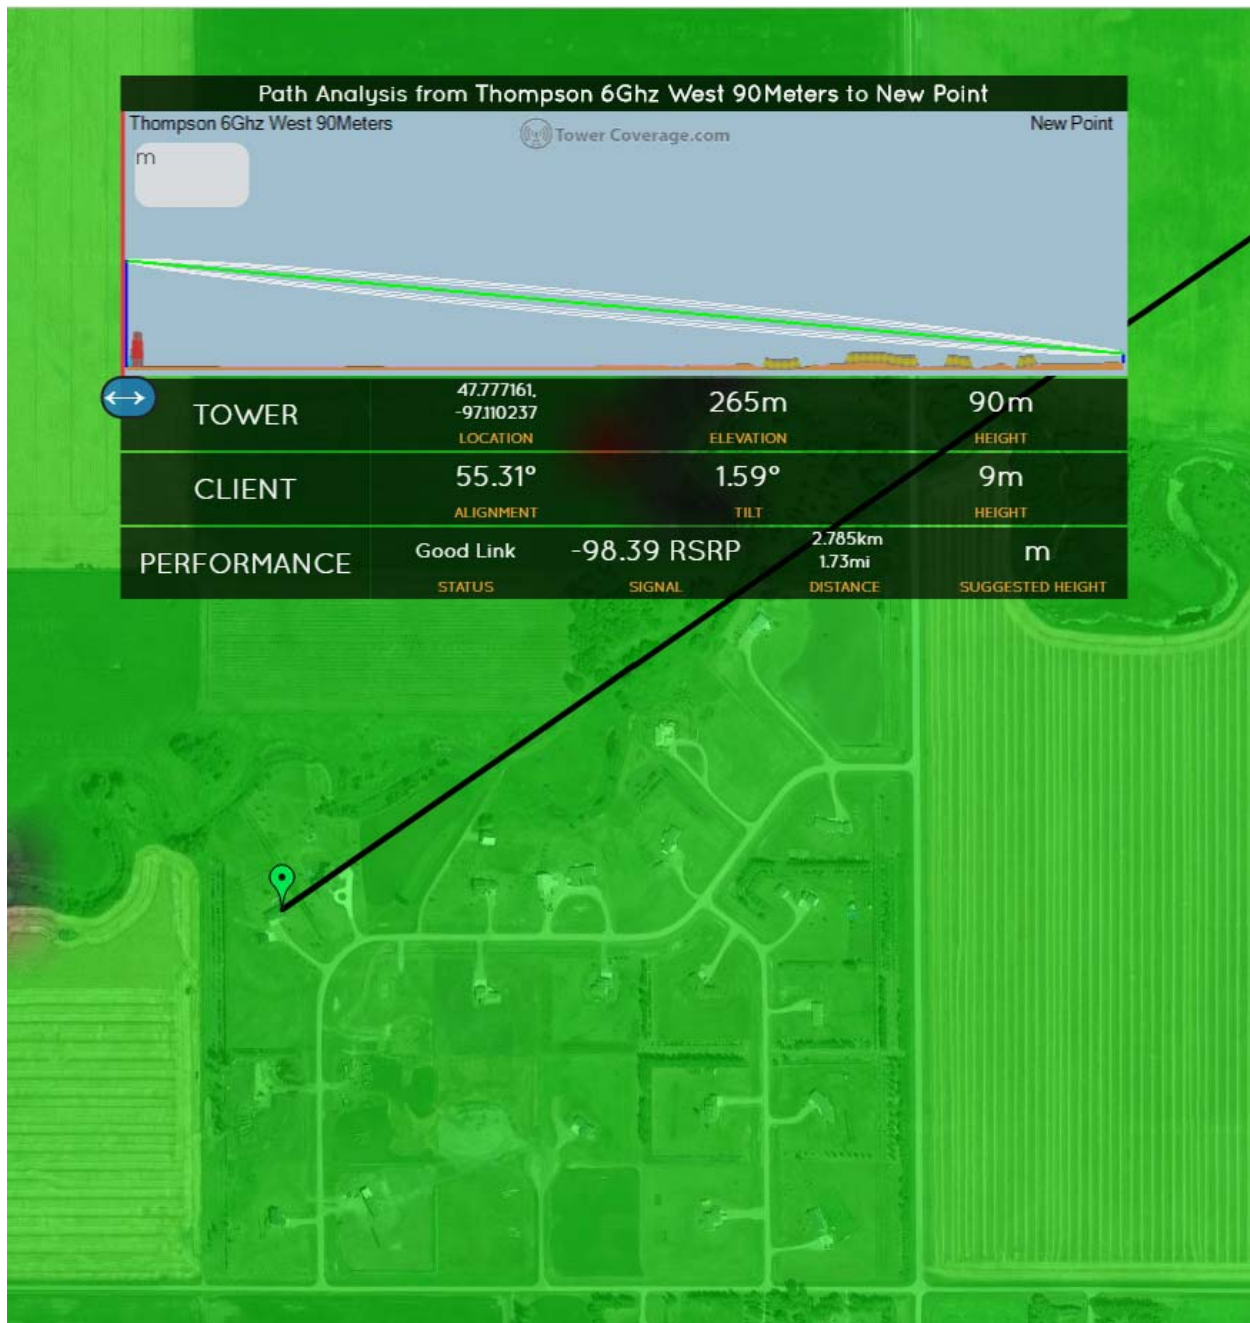 Path Analysis from Thompson 6Ghz West 90Meters to New Point
Thompson 6Ghz West 90Meters
Tower Coverage.com
New Point
m
TOWER
47.777161,
-97.110237
LOCATION
265m
ELEVATION
90m
HEIGHT
CLIENT
55.31°
ALIGNMENT
1.59°
TILT
9m
HEIGHT
PERFORMANCE
Good Link
STATUS
-98.39 RSRP
SIGNAL
2.785km
1.73mi
DISTANCE
m
SUGGESTED HEIGHT